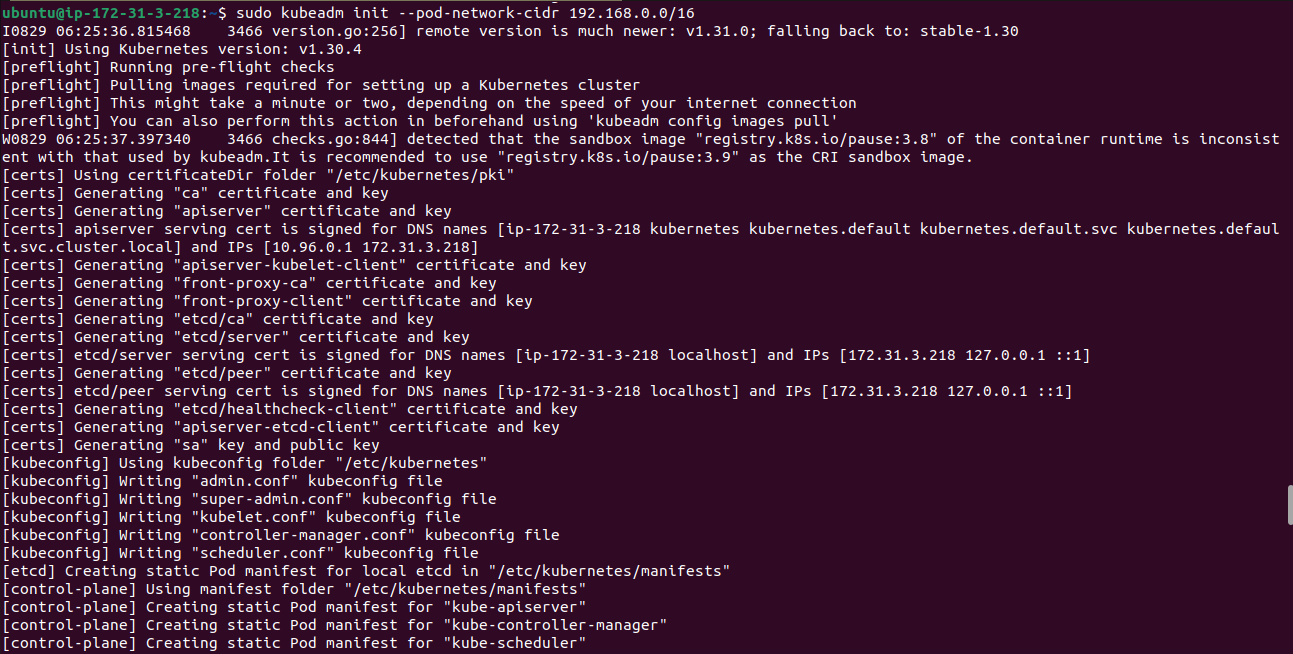 ubuntu@ip-172-31-3-218:~$ sudo kubeadm init --pod-network-cidr 192.168.0.0/16
I0829 06:25:36.815468    3466 version.go:256] remote version is much newer: v1.31.0; falling back to: stable-1.30
[init] Using Kubernetes version: v1.30.4
[preflight] Running pre-flight checks
[preflight] Pulling images required for setting up a Kubernetes cluster
[preflight] This might take a minute or two, depending on the speed of your internet connection
[preflight] You can also perform this action in beforehand using 'kubeadm config images pull'
W0829 06:25:37.397340    3466 checks.go:844] detected that the sandbox image "registry.k8s.io/pause:3.8" of the container runtime is inconsist
ent with that used by kubeadm.It is recommended to use "registry.k8s.io/pause:3.9" as the CRI sandbox image.
[certs] Using certificateDir folder "/etc/kubernetes/pki"
[certs] Generating "ca" certificate and key
[certs] Generating "apiserver" certificate and key
[certs] apiserver serving cert is signed for DNS names [ip-172-31-3-218 kubernetes kubernetes.default kubernetes.default.svc kubernetes.defaul
t.svc.cluster.local] and IPs [10.96.0.1 172.31.3.218]
[certs] Generating "apiserver-kubelet-client" certificate and key
[certs] Generating "front-proxy-ca" certificate and key
[certs] Generating "front-proxy-client" certificate and key
[certs] Generating "etcd/ca" certificate and key
[certs] Generating "etcd/server" certificate and key
[certs] etcd/server serving cert is signed for DNS names [ip-172-31-3-218 localhost] and IPs [172.31.3.218 127.0.0.1 ::1]
[certs] Generating "etcd/peer" certificate and key
[certs] etcd/peer serving cert is signed for DNS names [ip-172-31-3-218 localhost] and IPs [172.31.3.218 127.0.0.1 ::1]
[certs] Generating "etcd/healthcheck-client" certificate and key
[certs] Generating "apiserver-etcd-client" certificate and key
[certs] Generating "sa" key and public key
[kubeconfig] Using kubeconfig folder "/etc/kubernetes"
[kubeconfig] Writing "admin.conf" kubeconfig file
[kubeconfig] Writing "super-admin.conf" kubeconfig file
[kubeconfig] Writing "kubelet.conf" kubeconfig file
[kubeconfig] Writing "controller-manager.conf" kubeconfig file
[kubeconfig] Writing "scheduler.conf" kubeconfig file
[etcd] Creating static Pod manifest for local etcd in "/etc/kubernetes/manifests"
[control-plane] Using manifest folder "/etc/kubernetes/manifests"
[control-plane] Creating static Pod manifest for "kube-apiserver"
[control-plane] Creating static Pod manifest for "kube-controller-manager"
[control-plane] Creating static Pod manifest for "kube-scheduler"